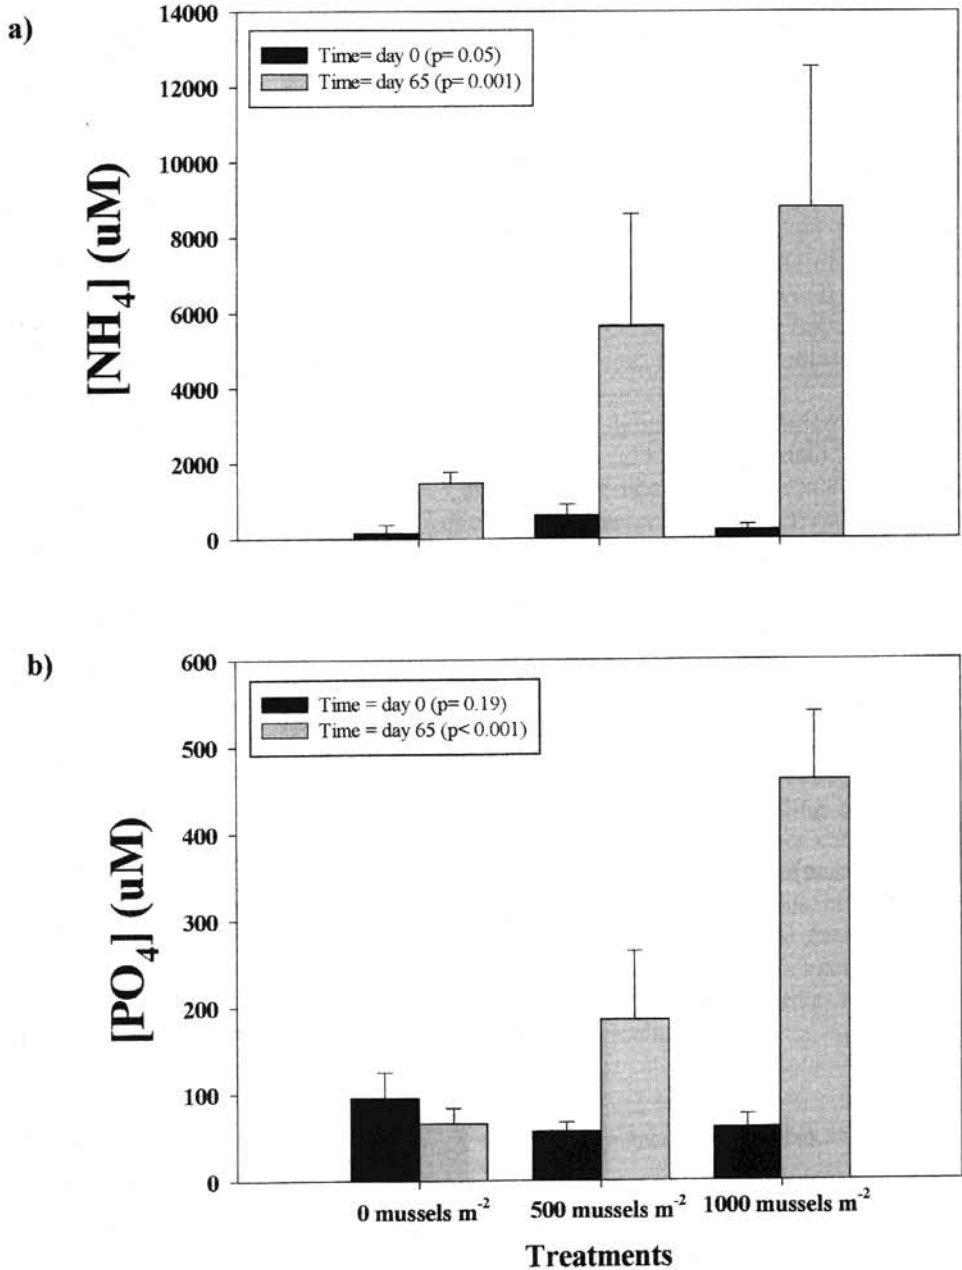 a)
14000
12000
10000
8000
6000
4000
2000
0
[NH4] (uM)
Time= day 0 (p= 0.05)
Time= day 65 (p= 0.001)
b)
600
500
400
300
200
100
0
[PO4] (uM)
Time = day 0 (p= 0.19)
Time = day 65 (p< 0.001)
0 mussels m-2
500 mussels m-2
1000 mussels m-2
Treatments